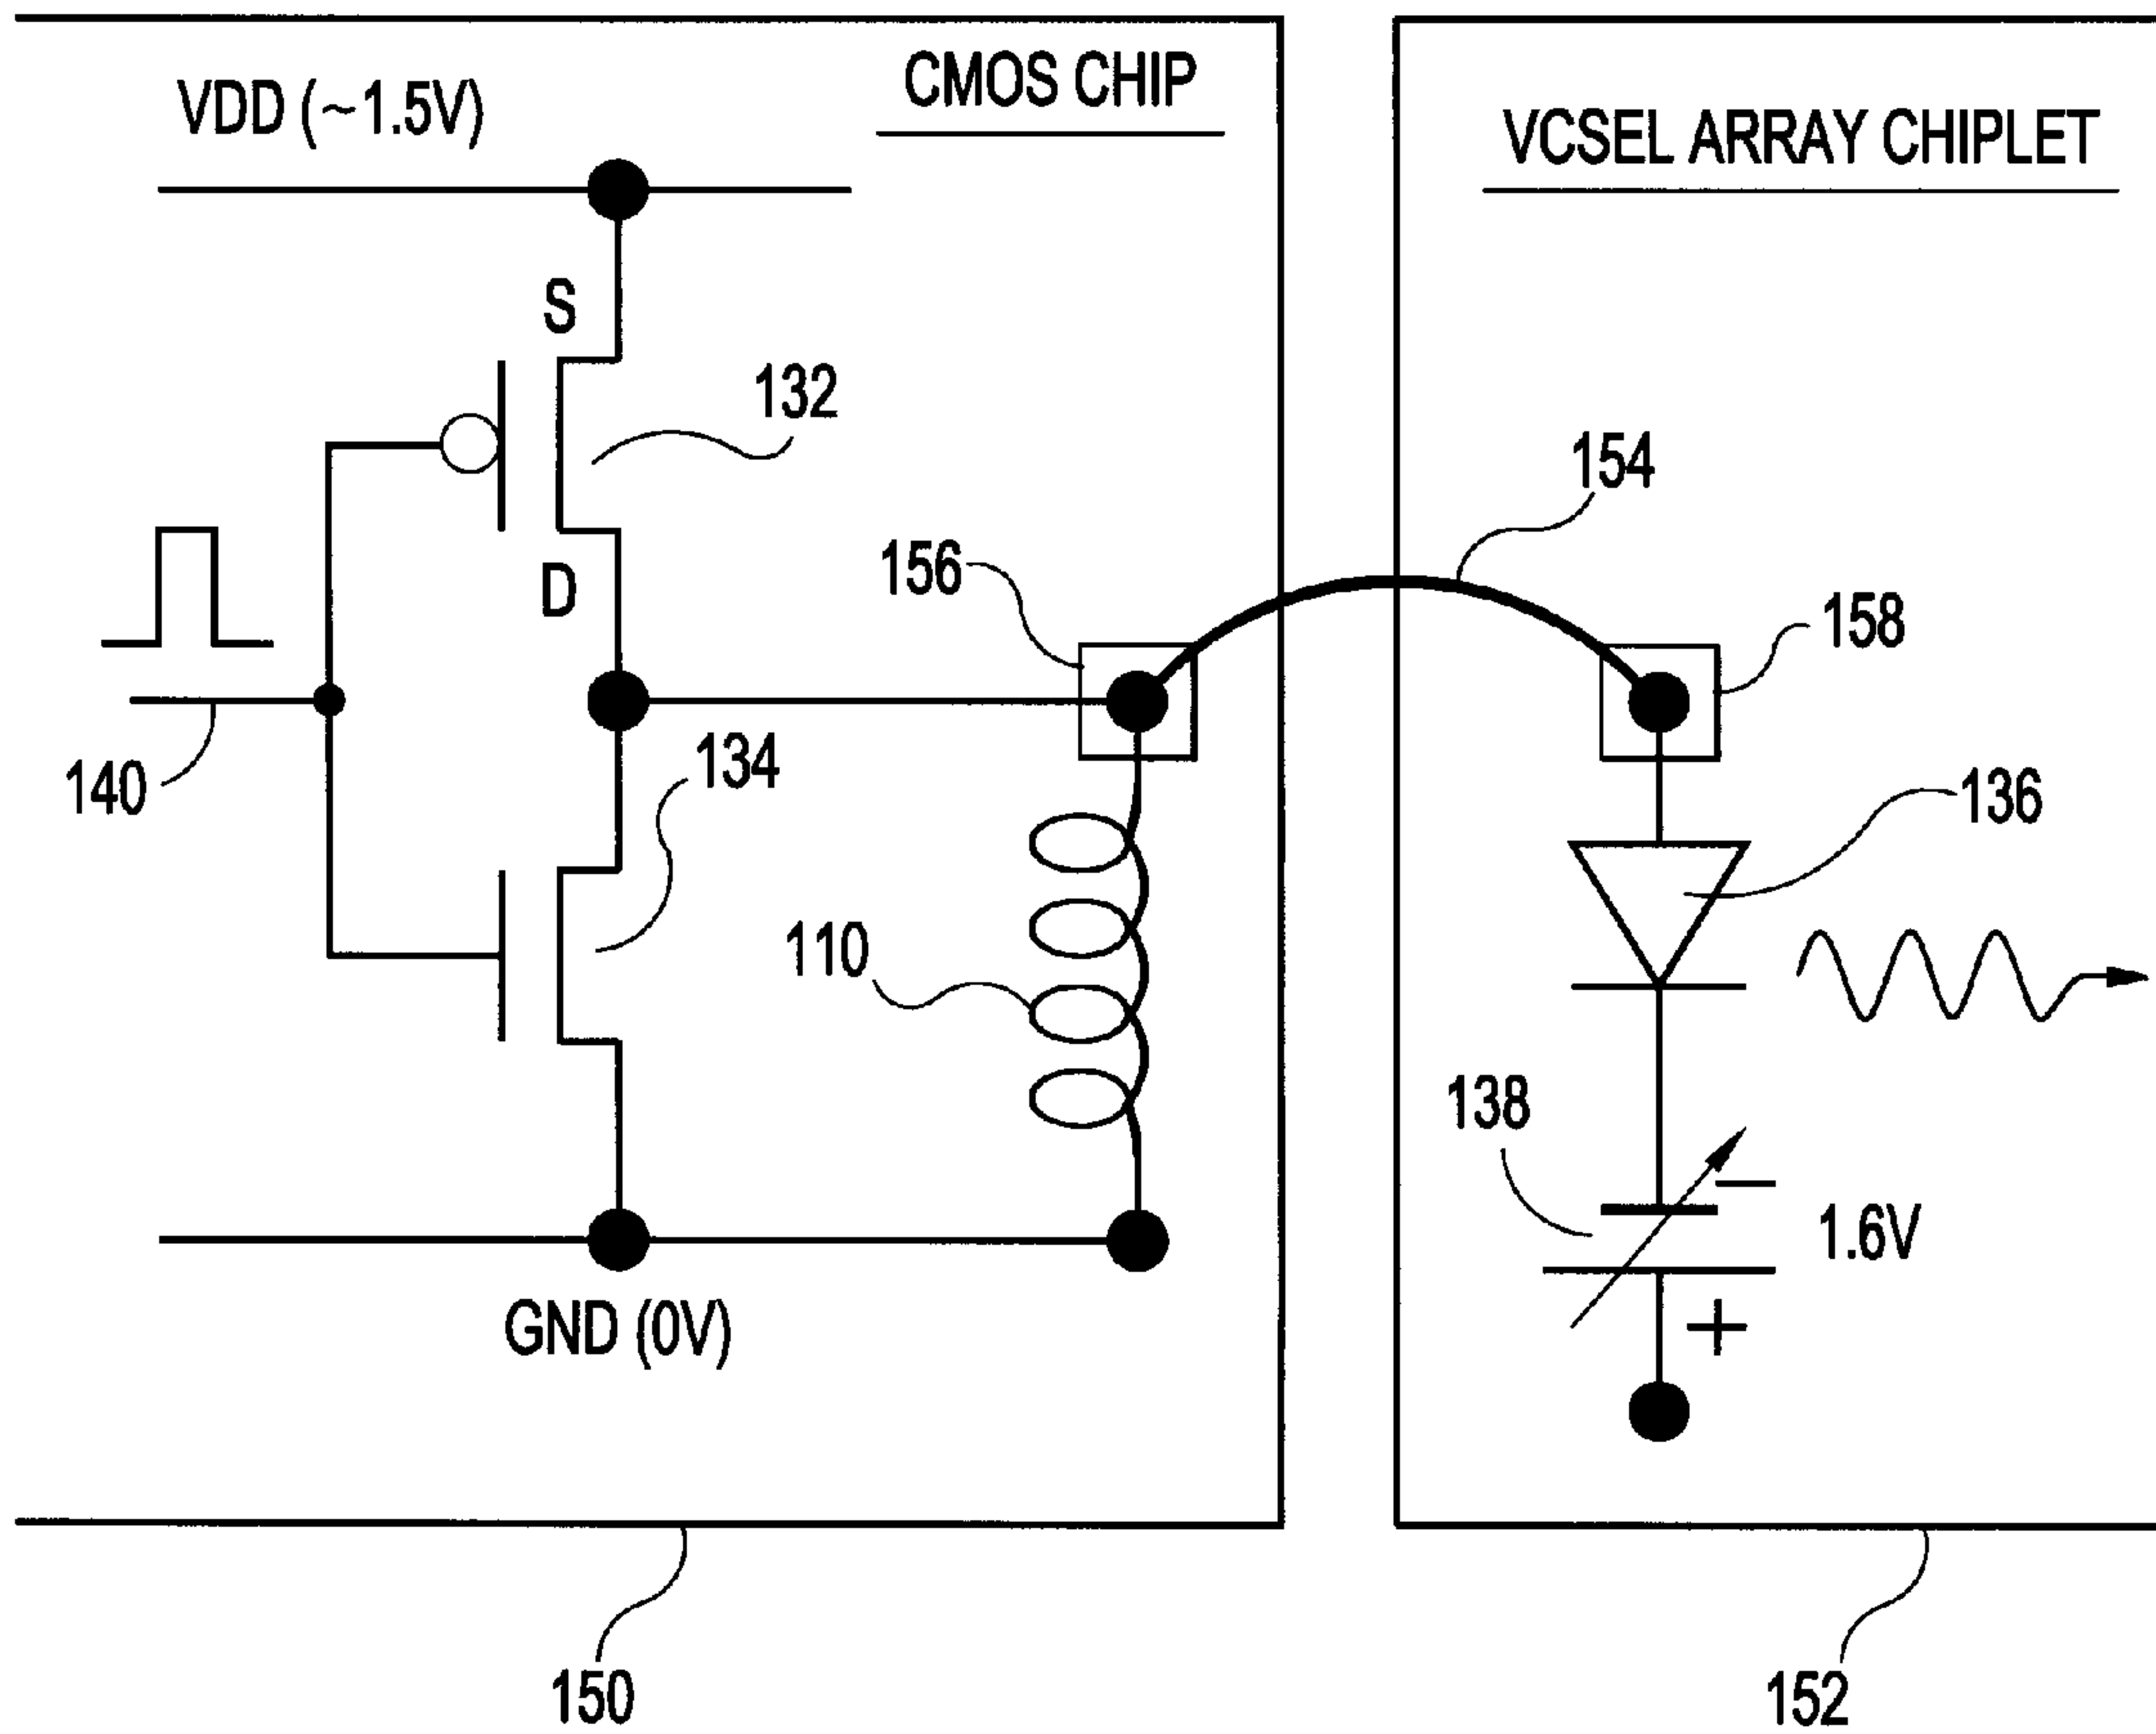 CMOS CHIP
VDD (~1.5V)
VCSEL ARRAY CHIPLET
S
132
154
D
156
158
134
140
136
110
138
−
1.6V
+
GND (0V)
150
152